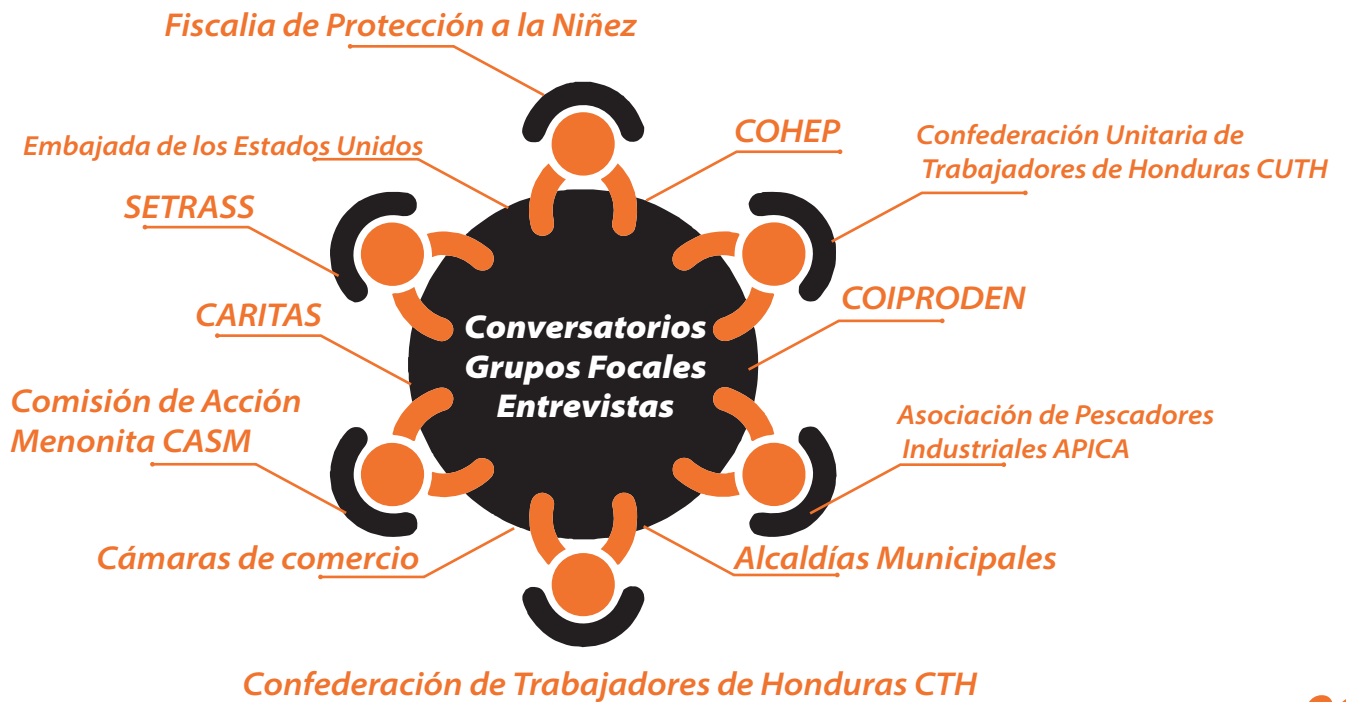 Fiscalia de Protección a la Niñez
Embajada de los Estados Unidos
COHEP
Confederación Unitaria de
Trabajadores de Honduras CUTH
SETRASS
CARITAS
COIPRODEN
Conversatorios
Grupos Focales
Entrevistas
Comisión de Acción
Menonita CASM
Asociación de Pescadores
Industriales APICA
Cámaras de comercio
Alcaldías Municipales
Confederación de Trabajadores de Honduras CTH